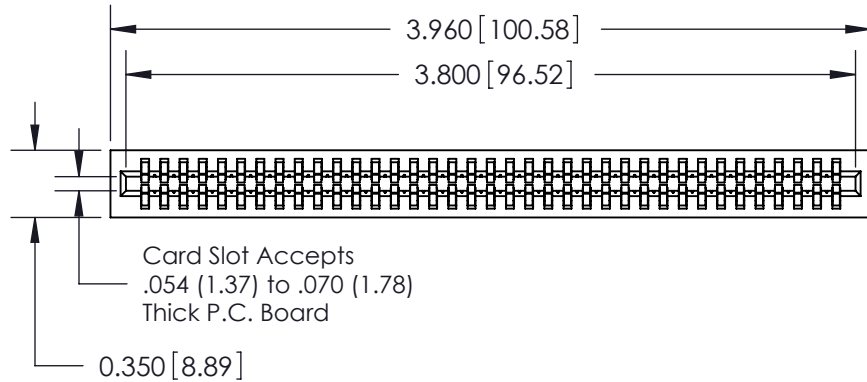 3.960 [100.58]
3.800 [96.52]
Card Slot Accepts
.054 (1.37) to .070 (1.78)
Thick P.C. Board
0.350 [8.89]